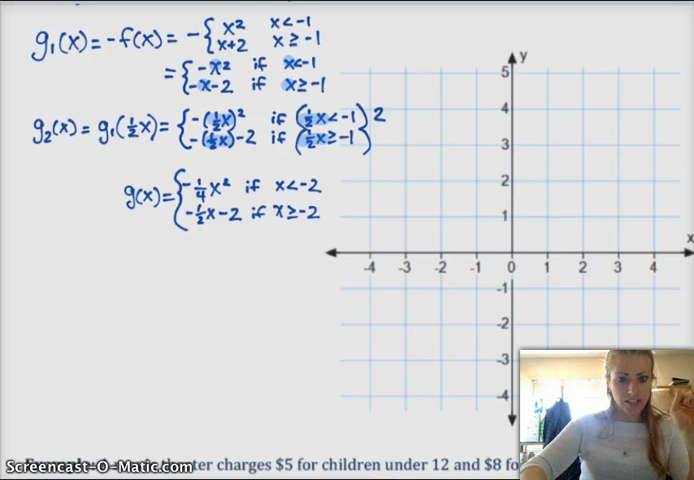 g₁(x) = -f(x) = -{ x² x < -1
x+2 x ≥ -1
= { -x² if x < -1
-x-2 if x ≥ -1
g₂(x) = g₁(½x) = { -(½x)² if (½x < -1) 2
-(½x)-2 if (½x ≥ -1)
g(x) = { -¼x² if x < -2
-½x-2 if x ≥ -2
y
5
4
3
2
1
x
-4 -3 -2 -1 0 1 2 3 4
-1
-2
-3
-4
charges $5 for children under 12 and $8
Screencast-O-Matic.com